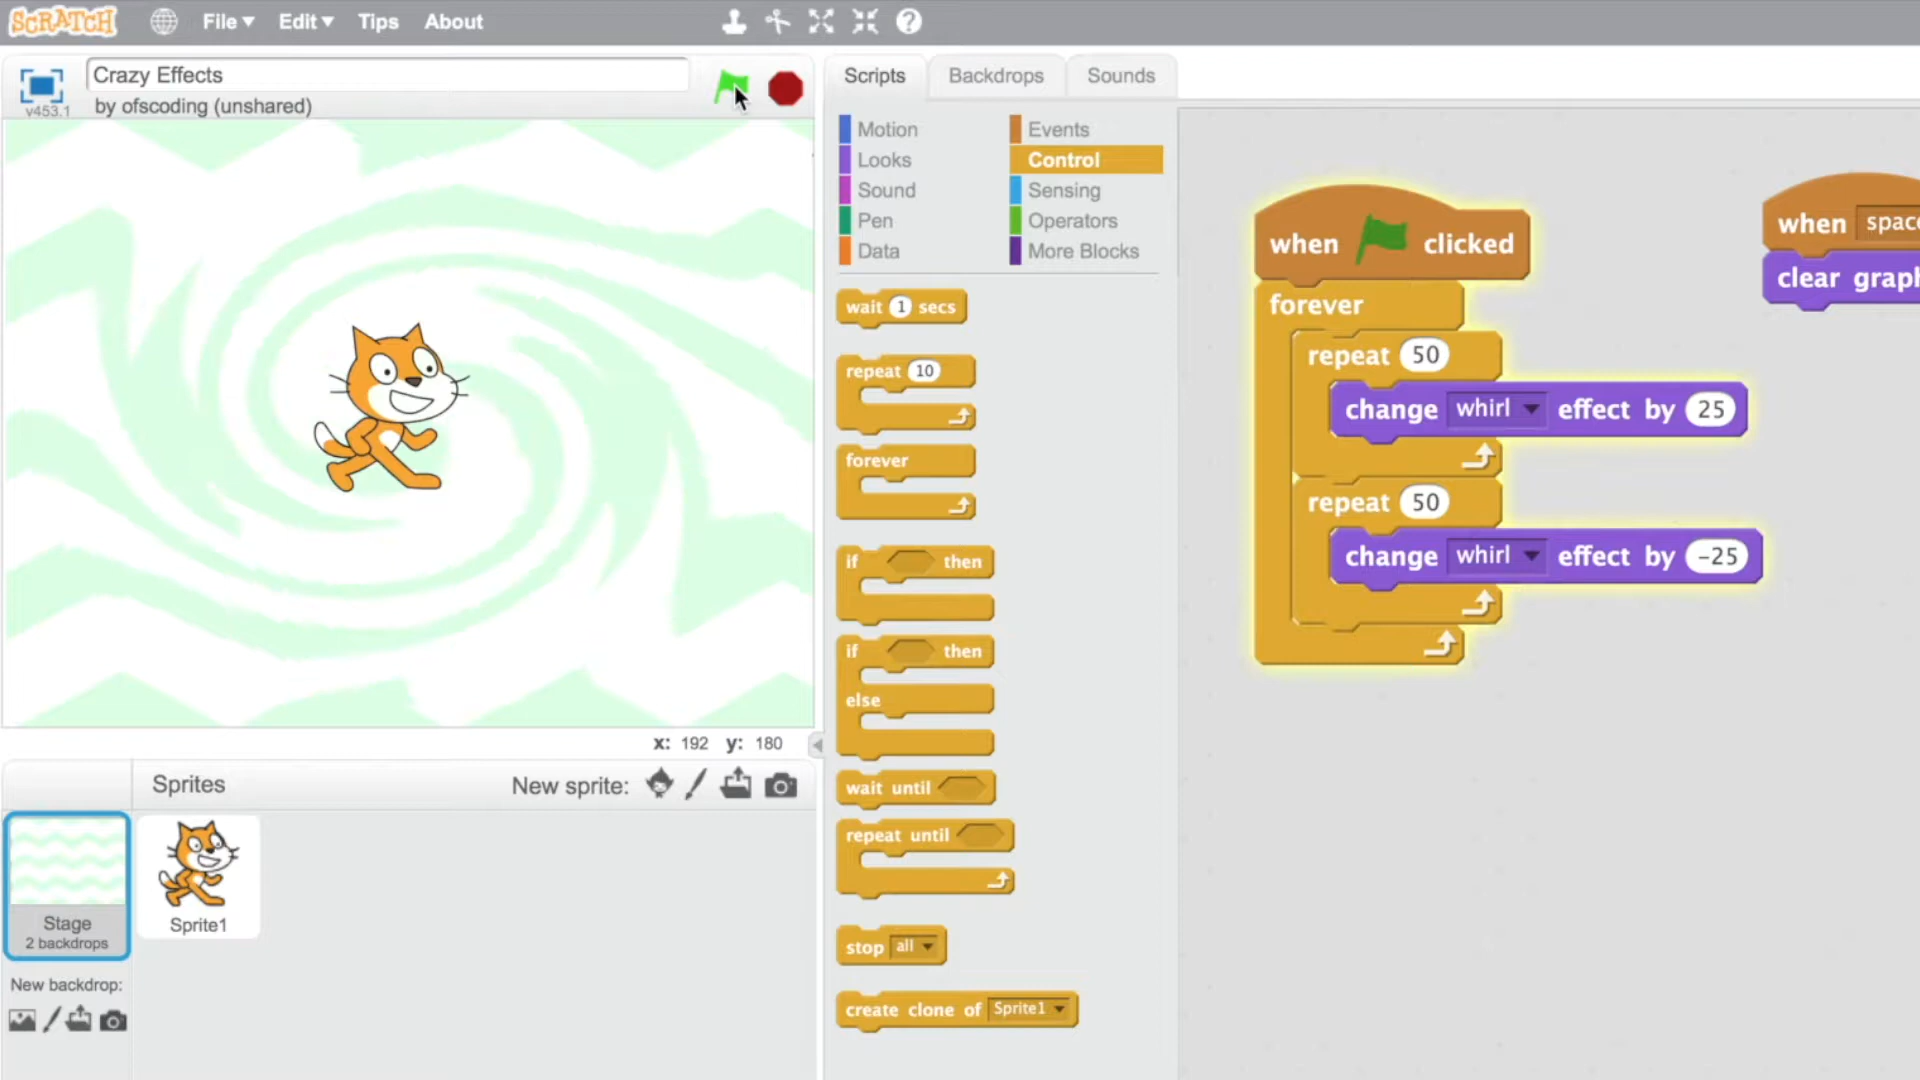 SCRATCH
File
Edit
Tips
About
Crazy Effects
v453.1
by ofscoding (unshared)
x: 192 y: 180
Sprites
New sprite:
Stage
2 backdrops
Sprite1
New backdrop:
Scripts
Backdrops
Sounds
Motion
Looks
Sound
Pen
Data
Events
Control
Sensing
Operators
More Blocks
wait 1 secs
repeat 10
forever
if then
if then
else
wait until
repeat until
stop all
create clone of Sprite1
when clicked
forever
repeat 50
change whirl effect by 25
repeat 50
change whirl effect by -25
when
clear